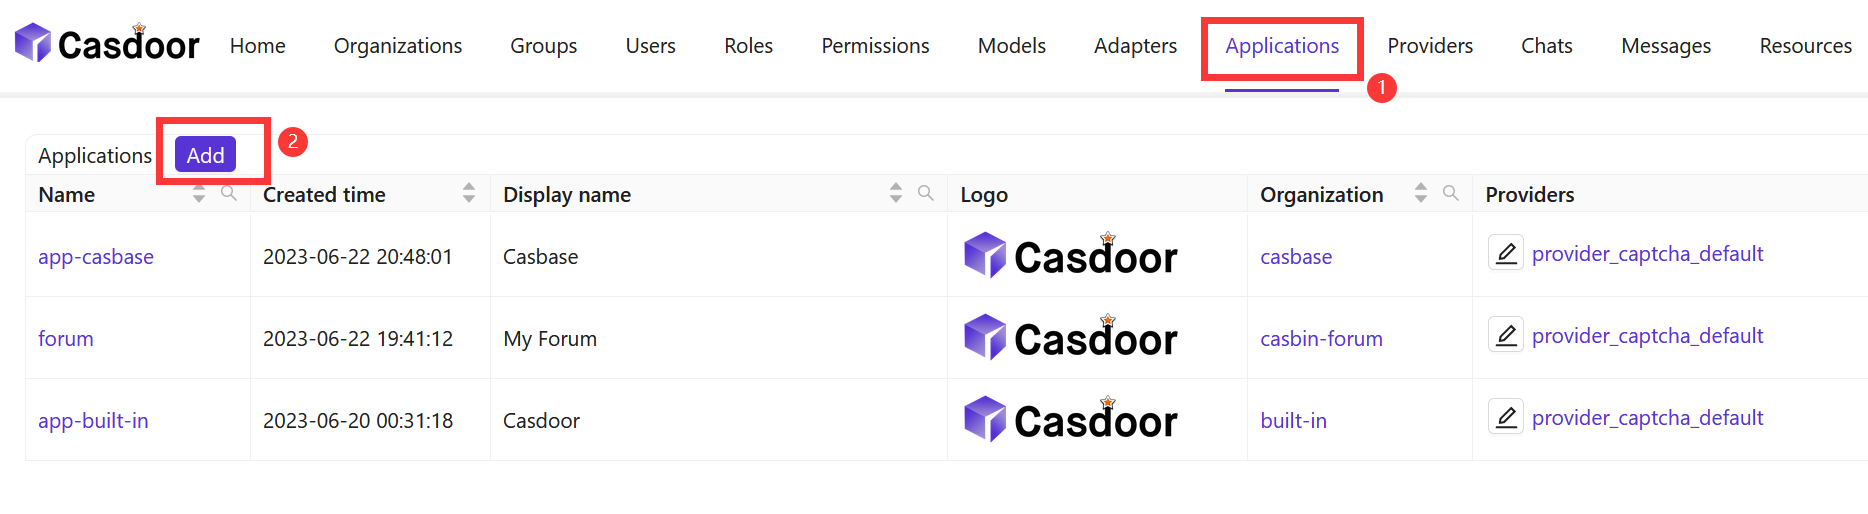 Casdoor Home Organizations Groups Users Roles Permissions Models Adapters Applications Providers Chats Messages Resources
1
Applications Add 2
Name Created time Display name Logo Organization Providers
app-casbase 2023-06-22 20:48:01 Casbase Casdoor casbase provider_captcha_default
forum 2023-06-22 19:41:12 My Forum Casdoor casbin-forum provider_captcha_default
app-built-in 2023-06-20 00:31:18 Casdoor Casdoor built-in provider_captcha_default